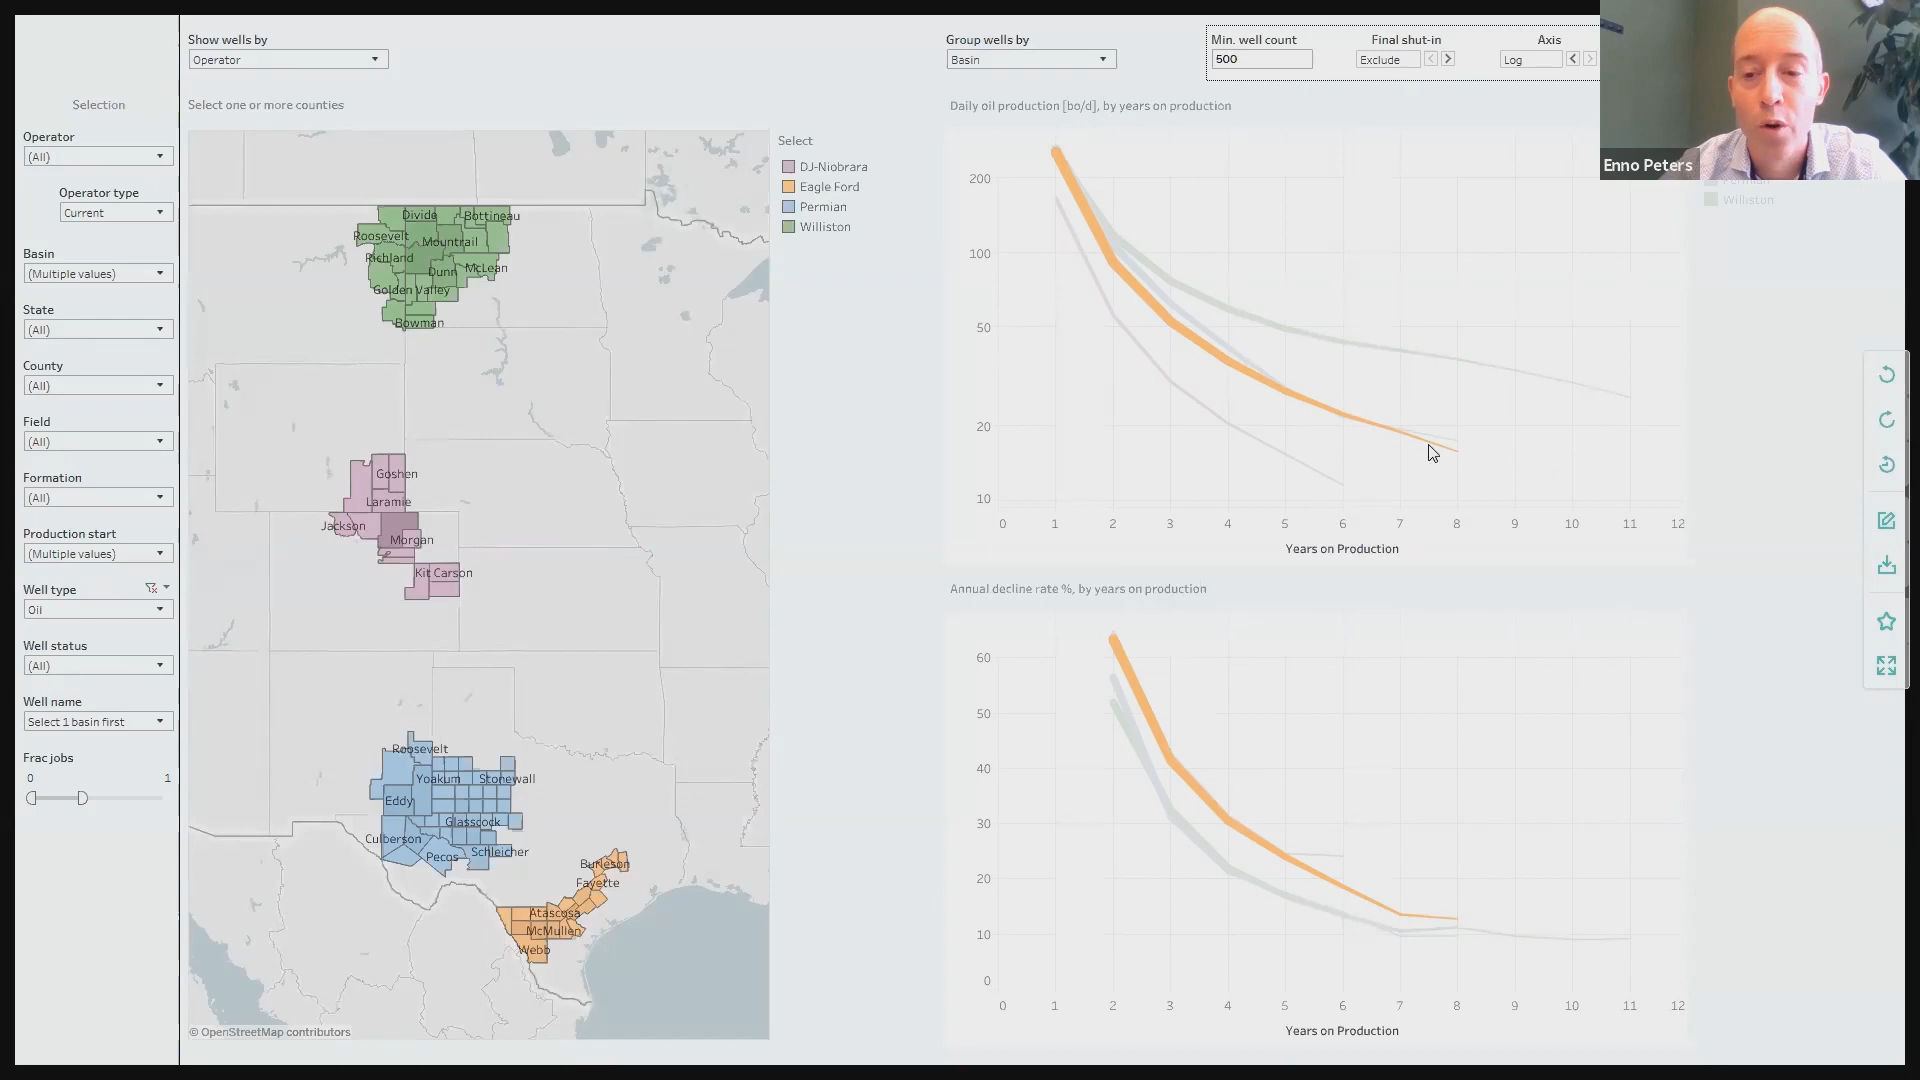 Selection
Operator
(All)
Operator type
Current
Basin
(Multiple values)
State
(All)
County
(All)
Field
(All)
Formation
(All)
Production start
(Multiple values)
Well type
Oil
Well status
(All)
Well name
Select 1 basin first
Frac jobs
0 1
Show wells by
Operator
Select one or more counties
Divide
Bottineau
Roosevelt
Mountrail
Richland
McLean
Dunn
Golden Valley
Bowman
Goshen
Laramie
Jackson
Morgan
Kit Carson
Roosevelt
Yoakum
Stonewall
Eddy
Glasscock
Culberson
Schleicher
Pecos
Burleson
Fayette
Atascosa
McMullen
Webb
© OpenStreetMap contributors
Select
DJ-Niobrara
Eagle Ford
Permian
Williston
Group wells by
Basin
Min. well count
500
Final shut-in
Exclude
Axis
Log
Daily oil production [bo/d], by years on production
200
100
50
20
10
0 1 2 3 4 5 6 7 8 9 10 11 12
Years on Production
Annual decline rate %, by years on production
60
50
40
30
20
10
0
0 1 2 3 4 5 6 7 8 9 10 11 12
Years on Production
Enno Peters
Williston